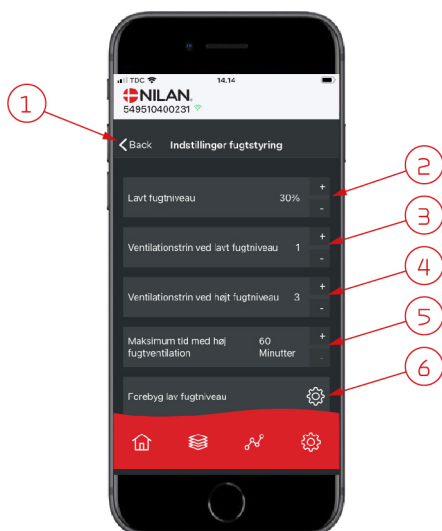 TDC 14.14
NILAN
549510400231
Back Indstillinger fugtstyring
Lavt fugtniveau 30% + -
Ventilationstrin ved lavt fugtniveau 1 + -
Ventilationstrin ved højt fugtniveau 3 + -
Maksimum tid med høj 60 + -
fugtventilation Minutter
Forebyg lav fugtniveau
1
2
3
4
5
6